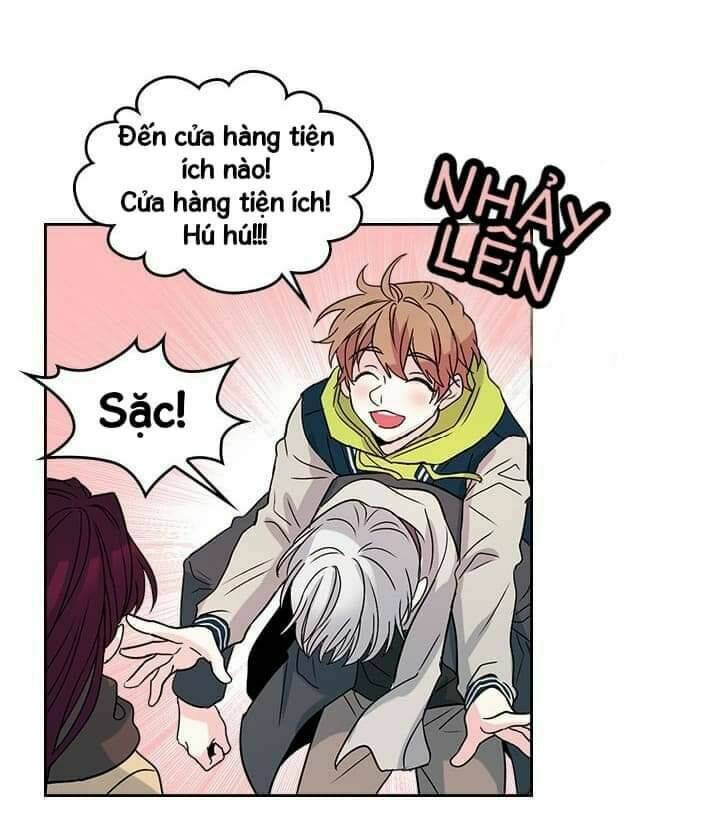 Đến cửa hàng tiện
ích nào!
Cửa hàng tiện ích!
Hú hú!!!
NHẢY
LÊN
Sặc!